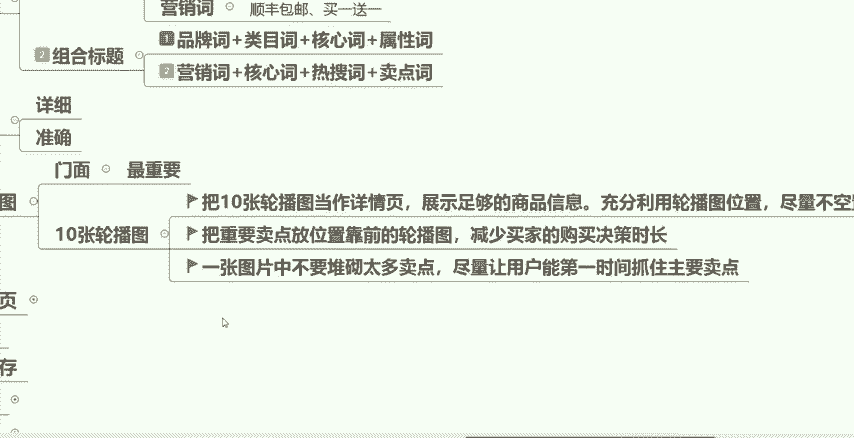 营销词 顺丰包邮、买一送一
1 品牌词+类目词+核心词+属性词
2 组合标题
2 营销词+核心词+热搜词+卖点词
详细
准确
门面 最重要
图
把10张轮播图当作详情页，展示足够的商品信息。充分利用轮播图位置，尽量不空
10张轮播图
把重要卖点放位置靠前的轮播图，减少买家的购买决策时长
一张图片中不要堆砌太多卖点，尽量让用户能第一时间抓住主要卖点
页
存